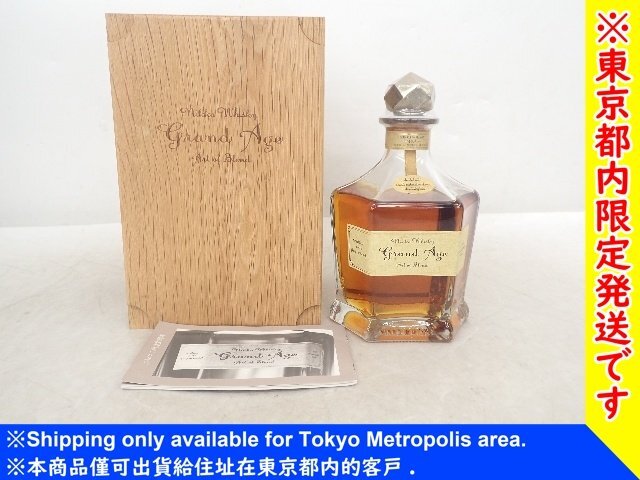 Nikka Whisky
Grand Age
Art of Blend
Nikka Whisky
Grand Age
Art of Blend
Nikka Whisky
Grand Age
Art of Blend
※東京都内限定発送です
※Shipping only available for Tokyo Metropolis area.
※本商品僅可出貨給住址在東京都内的客戸．